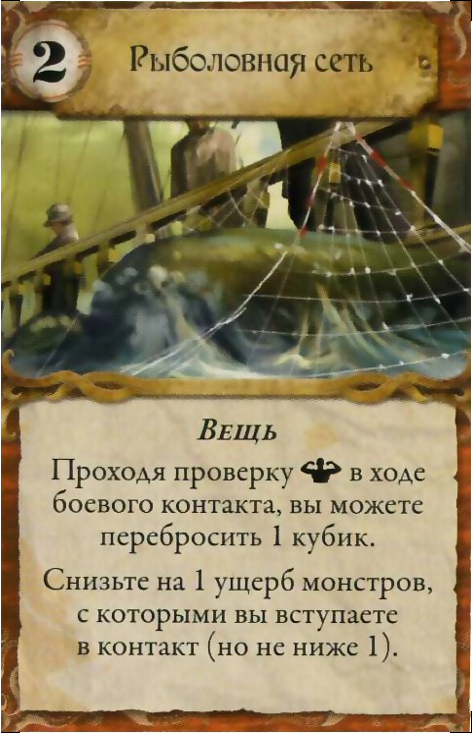 2
Рыболовная сеть
Вещь
Проходя проверку в ходе
боевого контакта, вы можете
перебросить 1 кубик.
Снизьте на 1 ущерб монстров,
с которыми вы вступаете
в контакт (но не ниже 1).